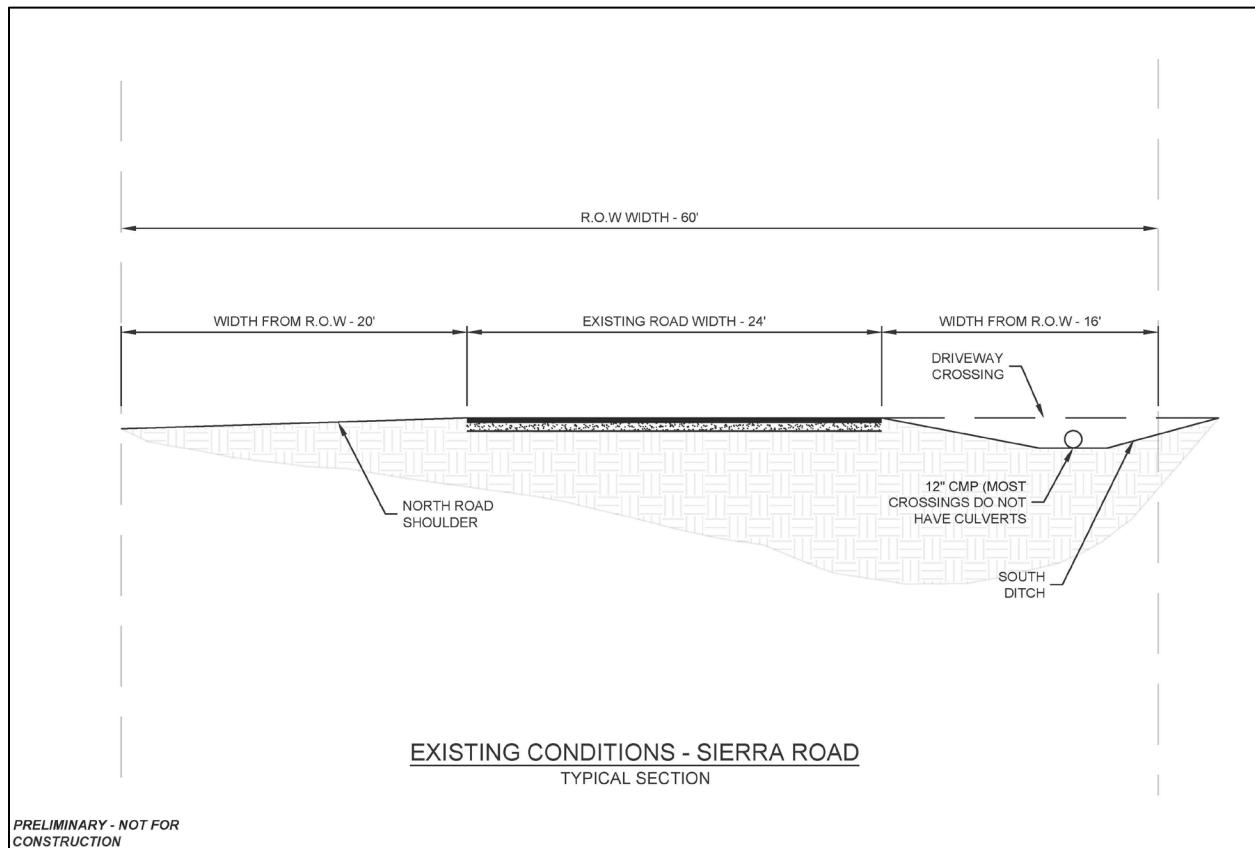 R.O.W WIDTH - 60'
WIDTH FROM R.O.W - 20'
EXISTING ROAD WIDTH - 24'
WIDTH FROM R.O.W - 16'
DRIVEWAY
CROSSING
NORTH ROAD
SHOULDER
12" CMP (MOST
CROSSINGS DO NOT
HAVE CULVERTS
SOUTH
DITCH
EXISTING CONDITIONS - SIERRA ROAD
TYPICAL SECTION
PRELIMINARY - NOT FOR
CONSTRUCTION